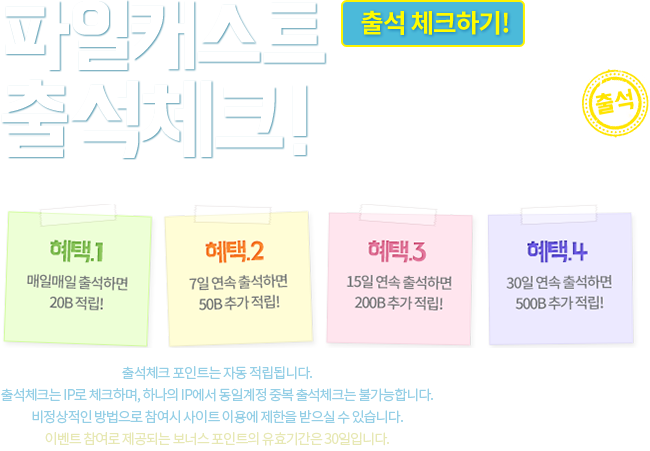 파일캐스트
출석 체크하기!
출석체크!
출석
혜택.1
매일매일 출석하면
20B 적립!
혜택.2
7일 연속 출석하면
50B 추가 적립!
혜택.3
15일 연속 출석하면
200B 추가 적립!
혜택.4
30일 연속 출석하면
500B 추가 적립!
출석체크 포인트는 자동 적립됩니다.
출석체크는 IP로 체크하며, 하나의 IP에서 동일계정 중복 출석체크는 불가능합니다.
비정상적인 방법으로 참여시 사이트 이용에 제한을 받으실 수 있습니다.
이벤트 참여로 제공되는 보너스 포인트의 유효기간은 30일입니다.